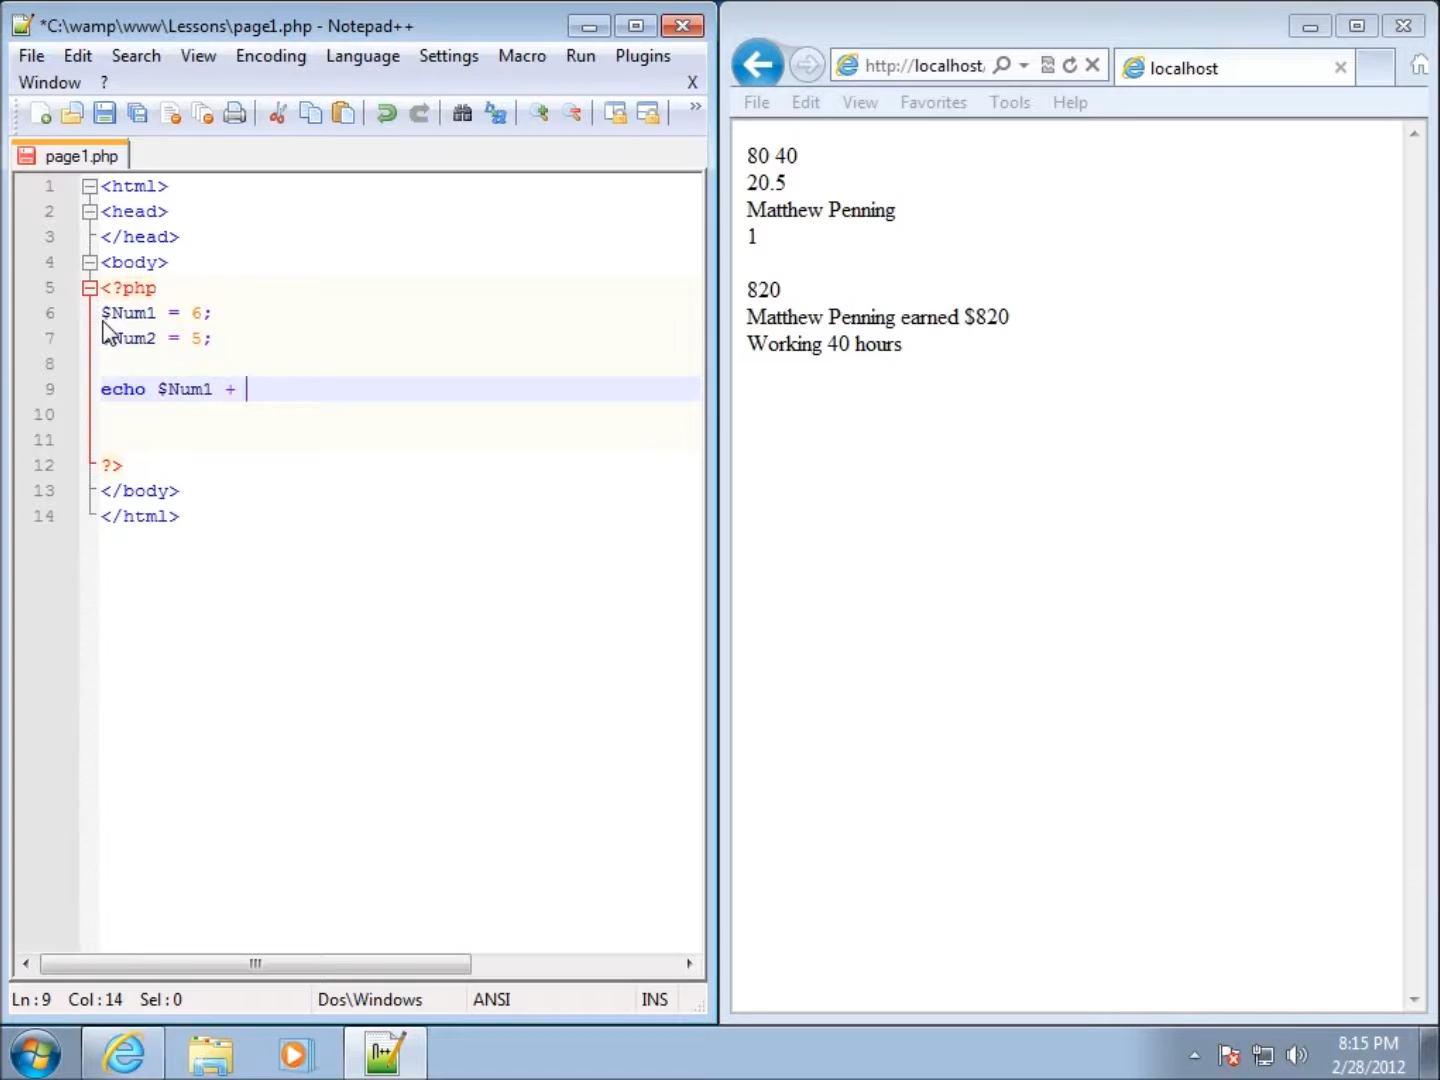 *C:\wamp\www\Lessons\page1.php - Notepad++
File Edit Search View Encoding Language Settings Macro Run Plugins
Window ? X
page1.php
1 <html>
2 <head>
3 </head>
4 <body>
5 <?php
6 $Num1 = 6;
7 Num2 = 5;
8
9 echo $Num1 +
10
11
12 ?>
13 </body>
14 </html>
Ln : 9 Col : 14 Sel : 0 Dos\Windows ANSI INS
http://localhost
localhost
File Edit View Favorites Tools Help
80 40
20.5
Matthew Penning
1
820
Matthew Penning earned $820
Working 40 hours
8:15 PM
2/28/2012